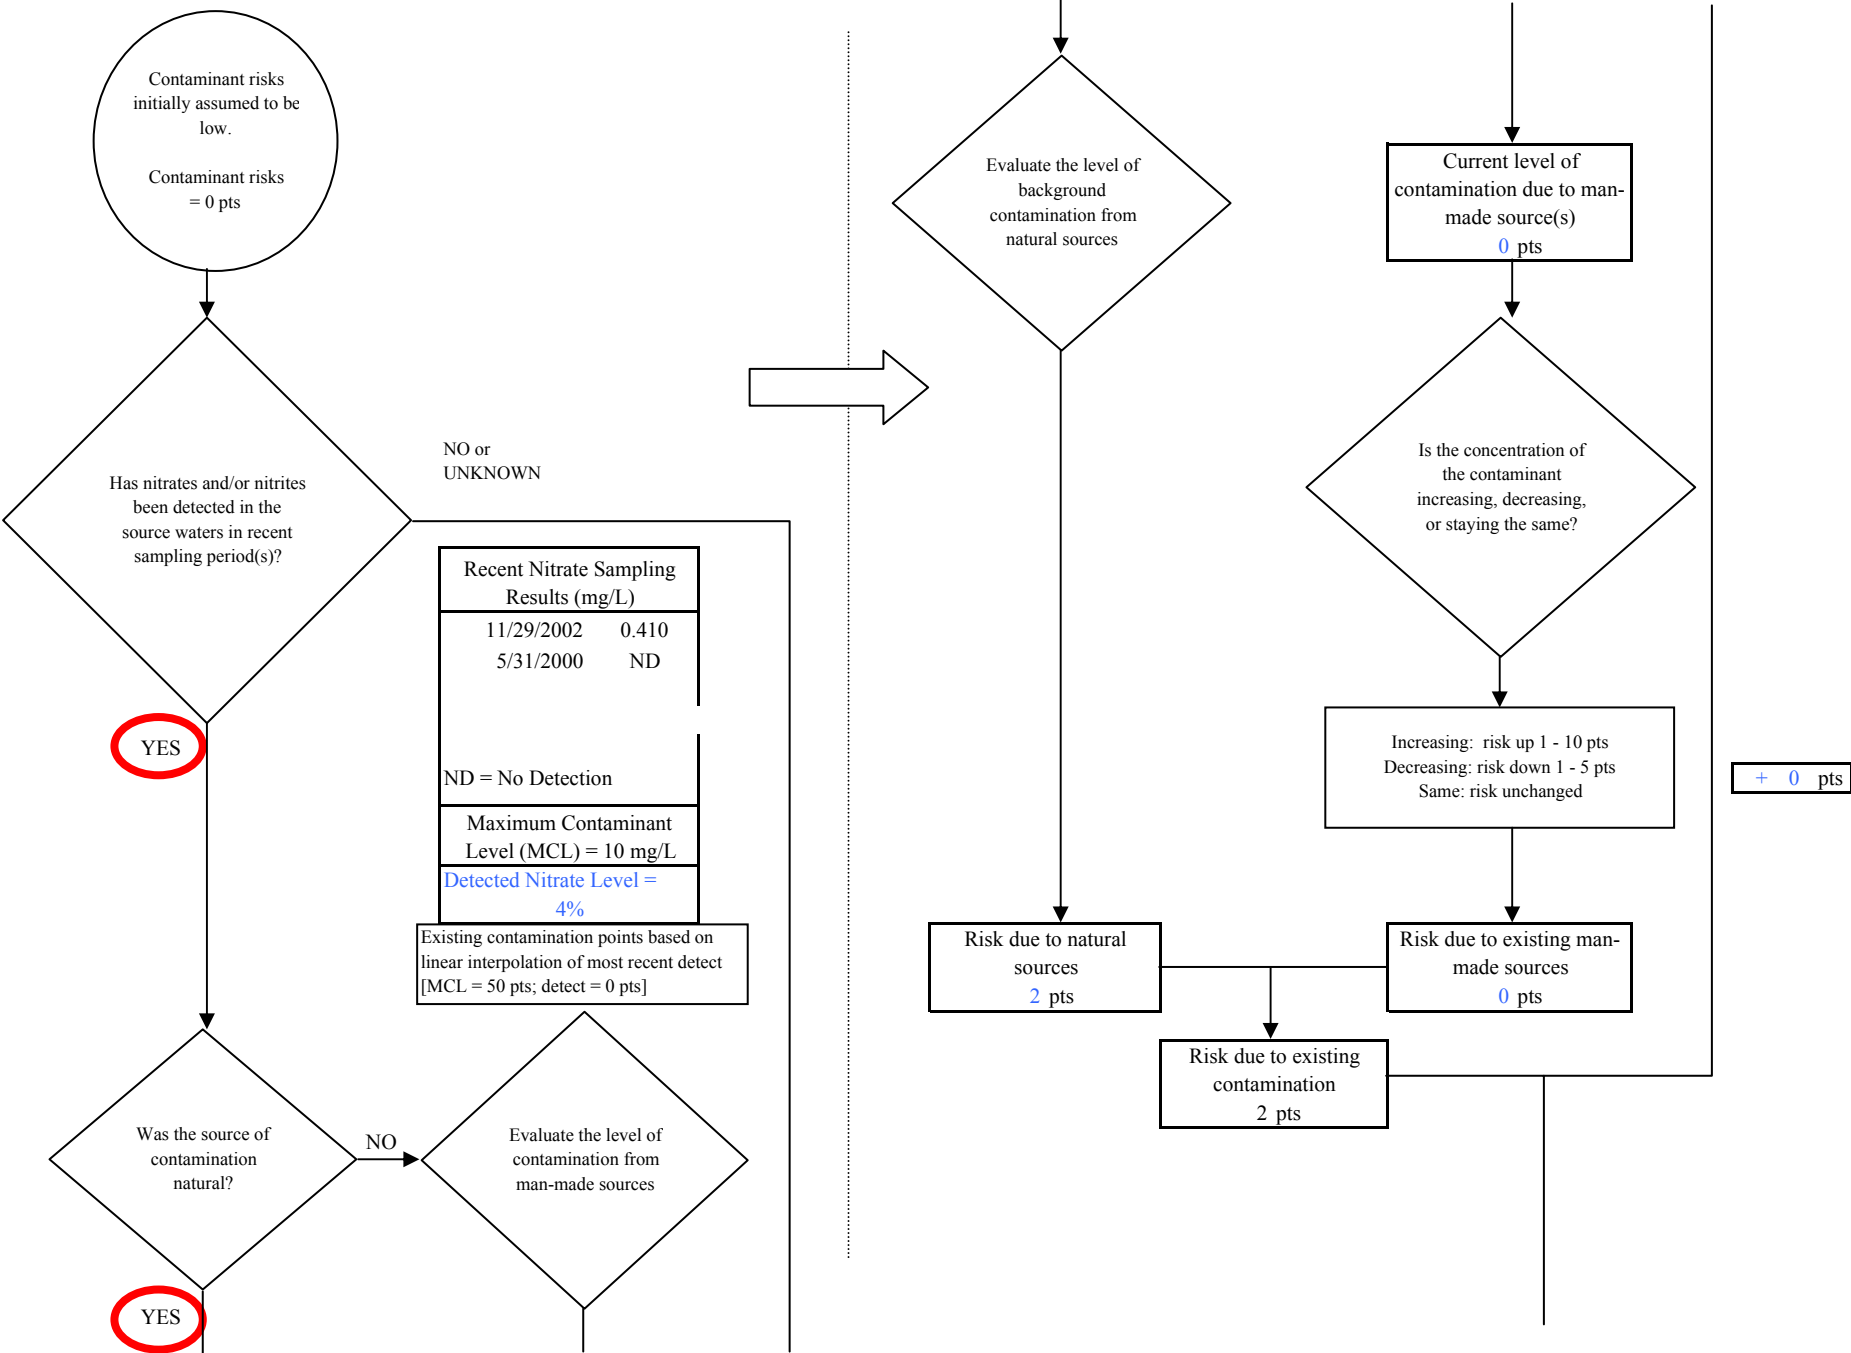 Contaminant risks
initially assumed to be
low.
Contaminant risks
= 0 pts
Has nitrates and/or nitrites
been detected in the
source waters in recent
sampling period(s)?
NO or
UNKNOWN
YES
Recent Nitrate Sampling
Results (mg/L)
11/29/2002 0.410
5/31/2000 ND
ND = No Detection
Maximum Contaminant
Level (MCL) = 10 mg/L
Detected Nitrate Level =
4%
Existing contamination points based on
linear interpolation of most recent detect
[MCL = 50 pts; detect = 0 pts]
Was the source of
contamination
natural?
NO
Evaluate the level of
contamination from
man-made sources
YES
Evaluate the level of
background
contamination from
natural sources
Current level of
contamination due to man-
made source(s)
0 pts
Is the concentration of
the contaminant
increasing, decreasing,
or staying the same?
Increasing: risk up 1 - 10 pts
Decreasing: risk down 1 - 5 pts
Same: risk unchanged
+ 0 pts
Risk due to natural
sources
2 pts
Risk due to existing man-
made sources
0 pts
Risk due to existing
contamination
2 pts